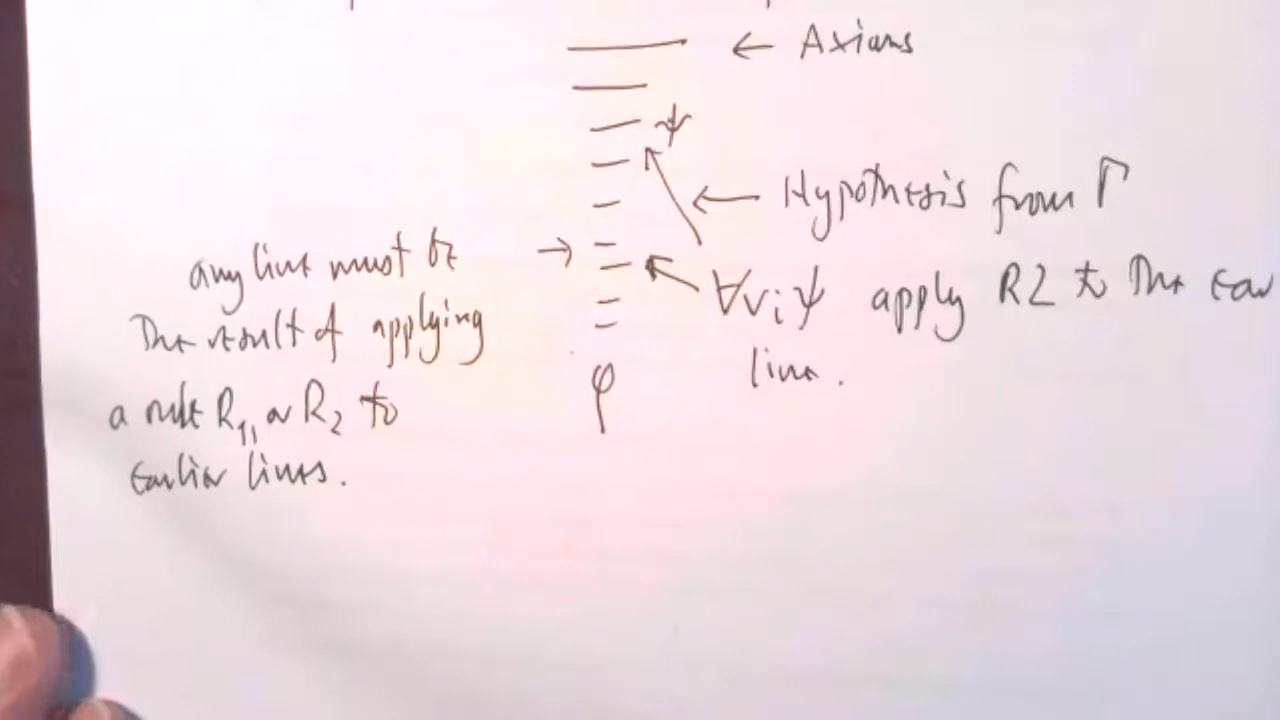 ← Axioms
ψ
← Hypothesis from Γ
any line must be →
∀vᵢψ apply R2 to the ear
the result of applying
line.
φ
a rule R₁, or R₂ to
earlier lines.